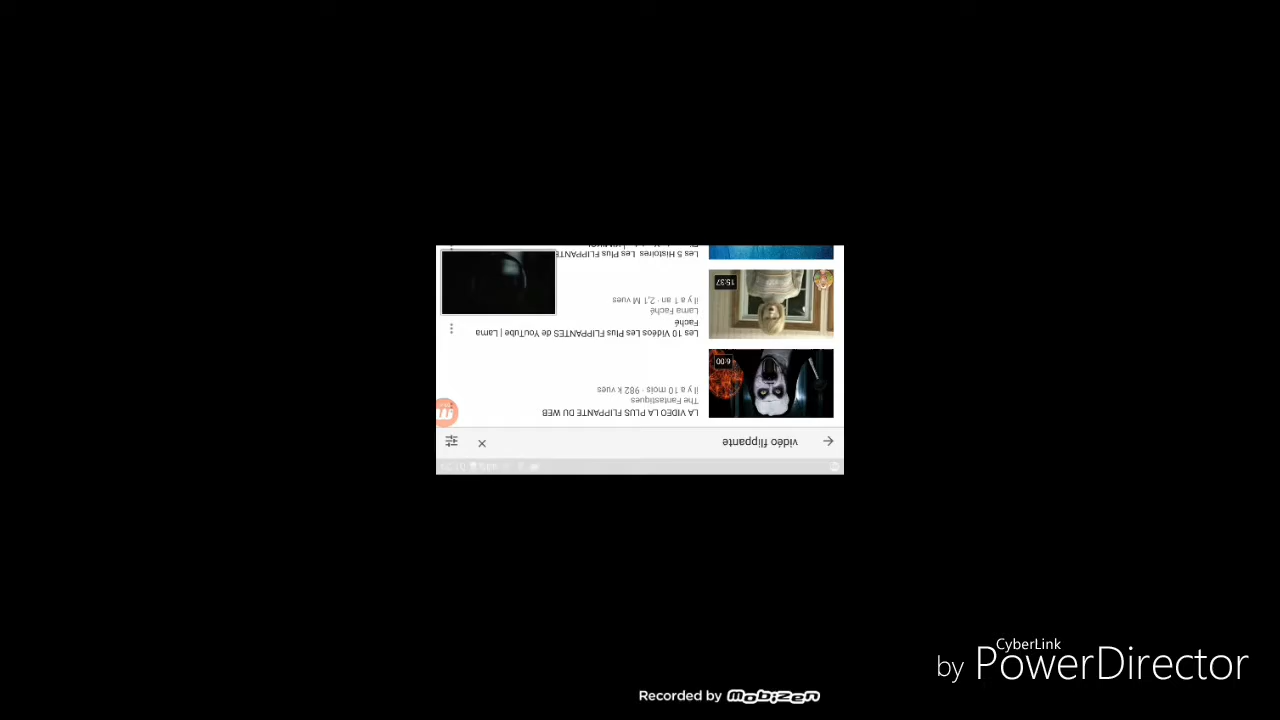 vidéo flippante
LA VIDEO LA PLUS FLIPPANTE DU WEB
The Fantastiques
il y a 10 mois · 982 k vues
6:00
Les 10 Vidéos Les Plus FLIPPANTES de YouTube | Lama
Faché
Lama Faché
il y a 1 an · 2,1 M vues
15:37
Les 5 Histoires Les Plus FLIPPANTE
CyberLink
by PowerDirector
Recorded by Mobizen